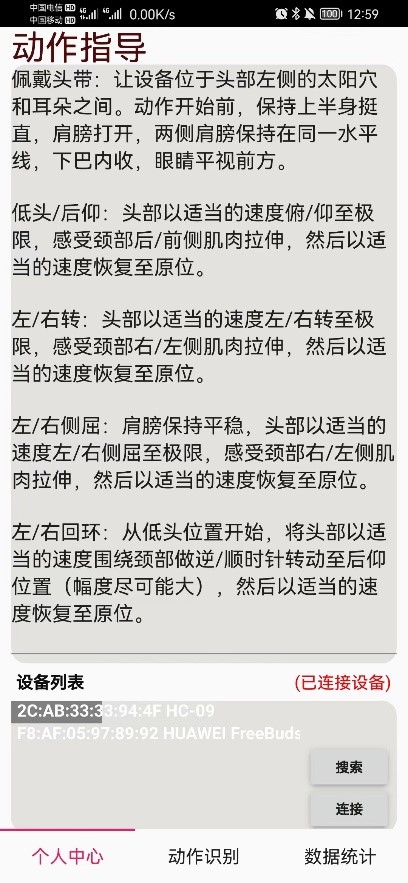 中国电信 HD 中国移动 HD 4G 4G 0.00K/s 100 12:59
动作指导
佩戴头带：让设备位于头部左侧的太阳穴
和耳朵之间。动作开始前，保持上半身挺
直，肩膀打开，两侧肩膀保持在同一水平
线，下巴内收，眼睛平视前方。
低头/后仰：头部以适当的速度俯/仰至极
限，感受颈部后/前侧肌肉拉伸，然后以适
当的速度恢复至原位。
左/右转：头部以适当的速度左/右转至极
限，感受颈部右/左侧肌肉拉伸，然后以适
当的速度恢复至原位。
左/右侧屈：肩膀保持平稳，头部以适当的
速度左/右侧屈至极限，感受颈部右/左侧肌
肉拉伸，然后以适当的速度恢复至原位。
左/右回环：从低头位置开始，将头部以适
当的速度围绕颈部做逆/顺时针转动至后仰
位置（幅度尽可能大），然后以适当的速
度恢复至原位。
设备列表 (已连接设备)
2C:AB:33:33:94:4F HC-09
F8:AF:05:97:89:92 HUAWEI FreeBuds
搜索
连接
个人中心 动作识别 数据统计